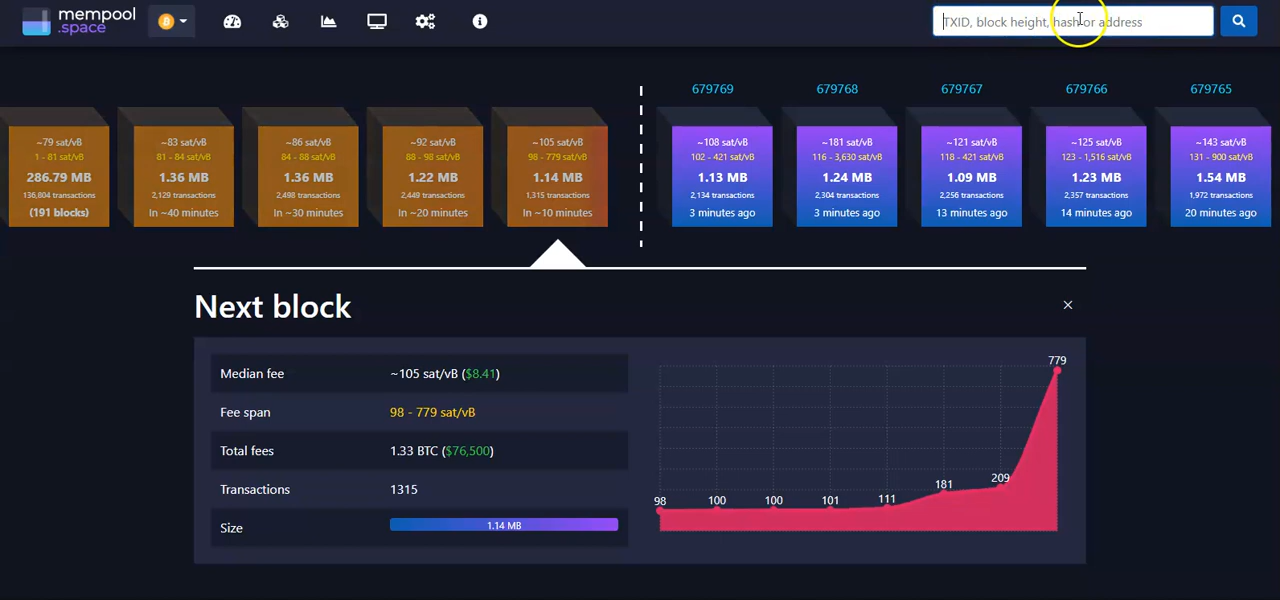 mempool
.space
TXID, block height, hash or address
679769
679768
679767
679766
679765
~79 sat/vB
1 - 81 sat/vB
286.79 MB
136,804 transactions
(191 blocks)
~83 sat/vB
81 - 84 sat/vB
1.36 MB
2,129 transactions
In ~40 minutes
~86 sat/vB
84 - 88 sat/vB
1.36 MB
2,498 transactions
In ~30 minutes
~92 sat/vB
88 - 98 sat/vB
1.22 MB
2,449 transactions
In ~20 minutes
~105 sat/vB
98 - 779 sat/vB
1.14 MB
1,315 transactions
In ~10 minutes
~108 sat/vB
102 - 421 sat/vB
1.13 MB
2,134 transactions
3 minutes ago
~181 sat/vB
116 - 3,630 sat/vB
1.24 MB
2,304 transactions
3 minutes ago
~121 sat/vB
118 - 421 sat/vB
1.09 MB
2,256 transactions
13 minutes ago
~125 sat/vB
123 - 1,516 sat/vB
1.23 MB
2,357 transactions
14 minutes ago
~143 sat/vB
131 - 900 sat/vB
1.54 MB
1,972 transactions
20 minutes ago
Next block
×
Median fee ~105 sat/vB ($8.41)
Fee span 98 - 779 sat/vB
Total fees 1.33 BTC ($76,500)
Transactions 1315
Size 1.14 MB
98
100
100
101
111
181
209
779